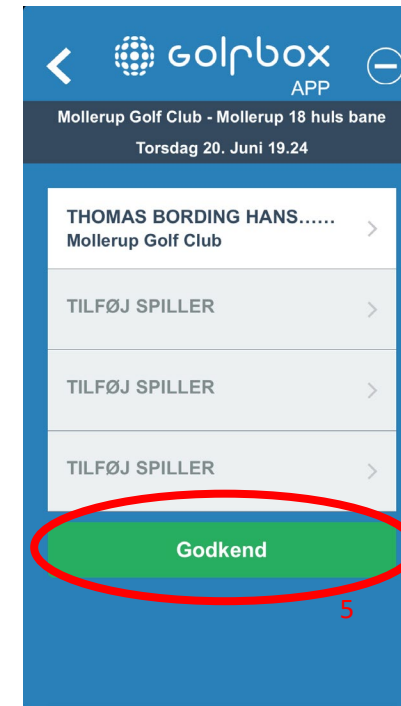 Golfbox
APP
Mollerup Golf Club - Mollerup 18 huls bane
Torsdag 20. Juni 19.24
THOMAS BORDING HANS......
Mollerup Golf Club
TILFØJ SPILLER
TILFØJ SPILLER
TILFØJ SPILLER
Godkend
5